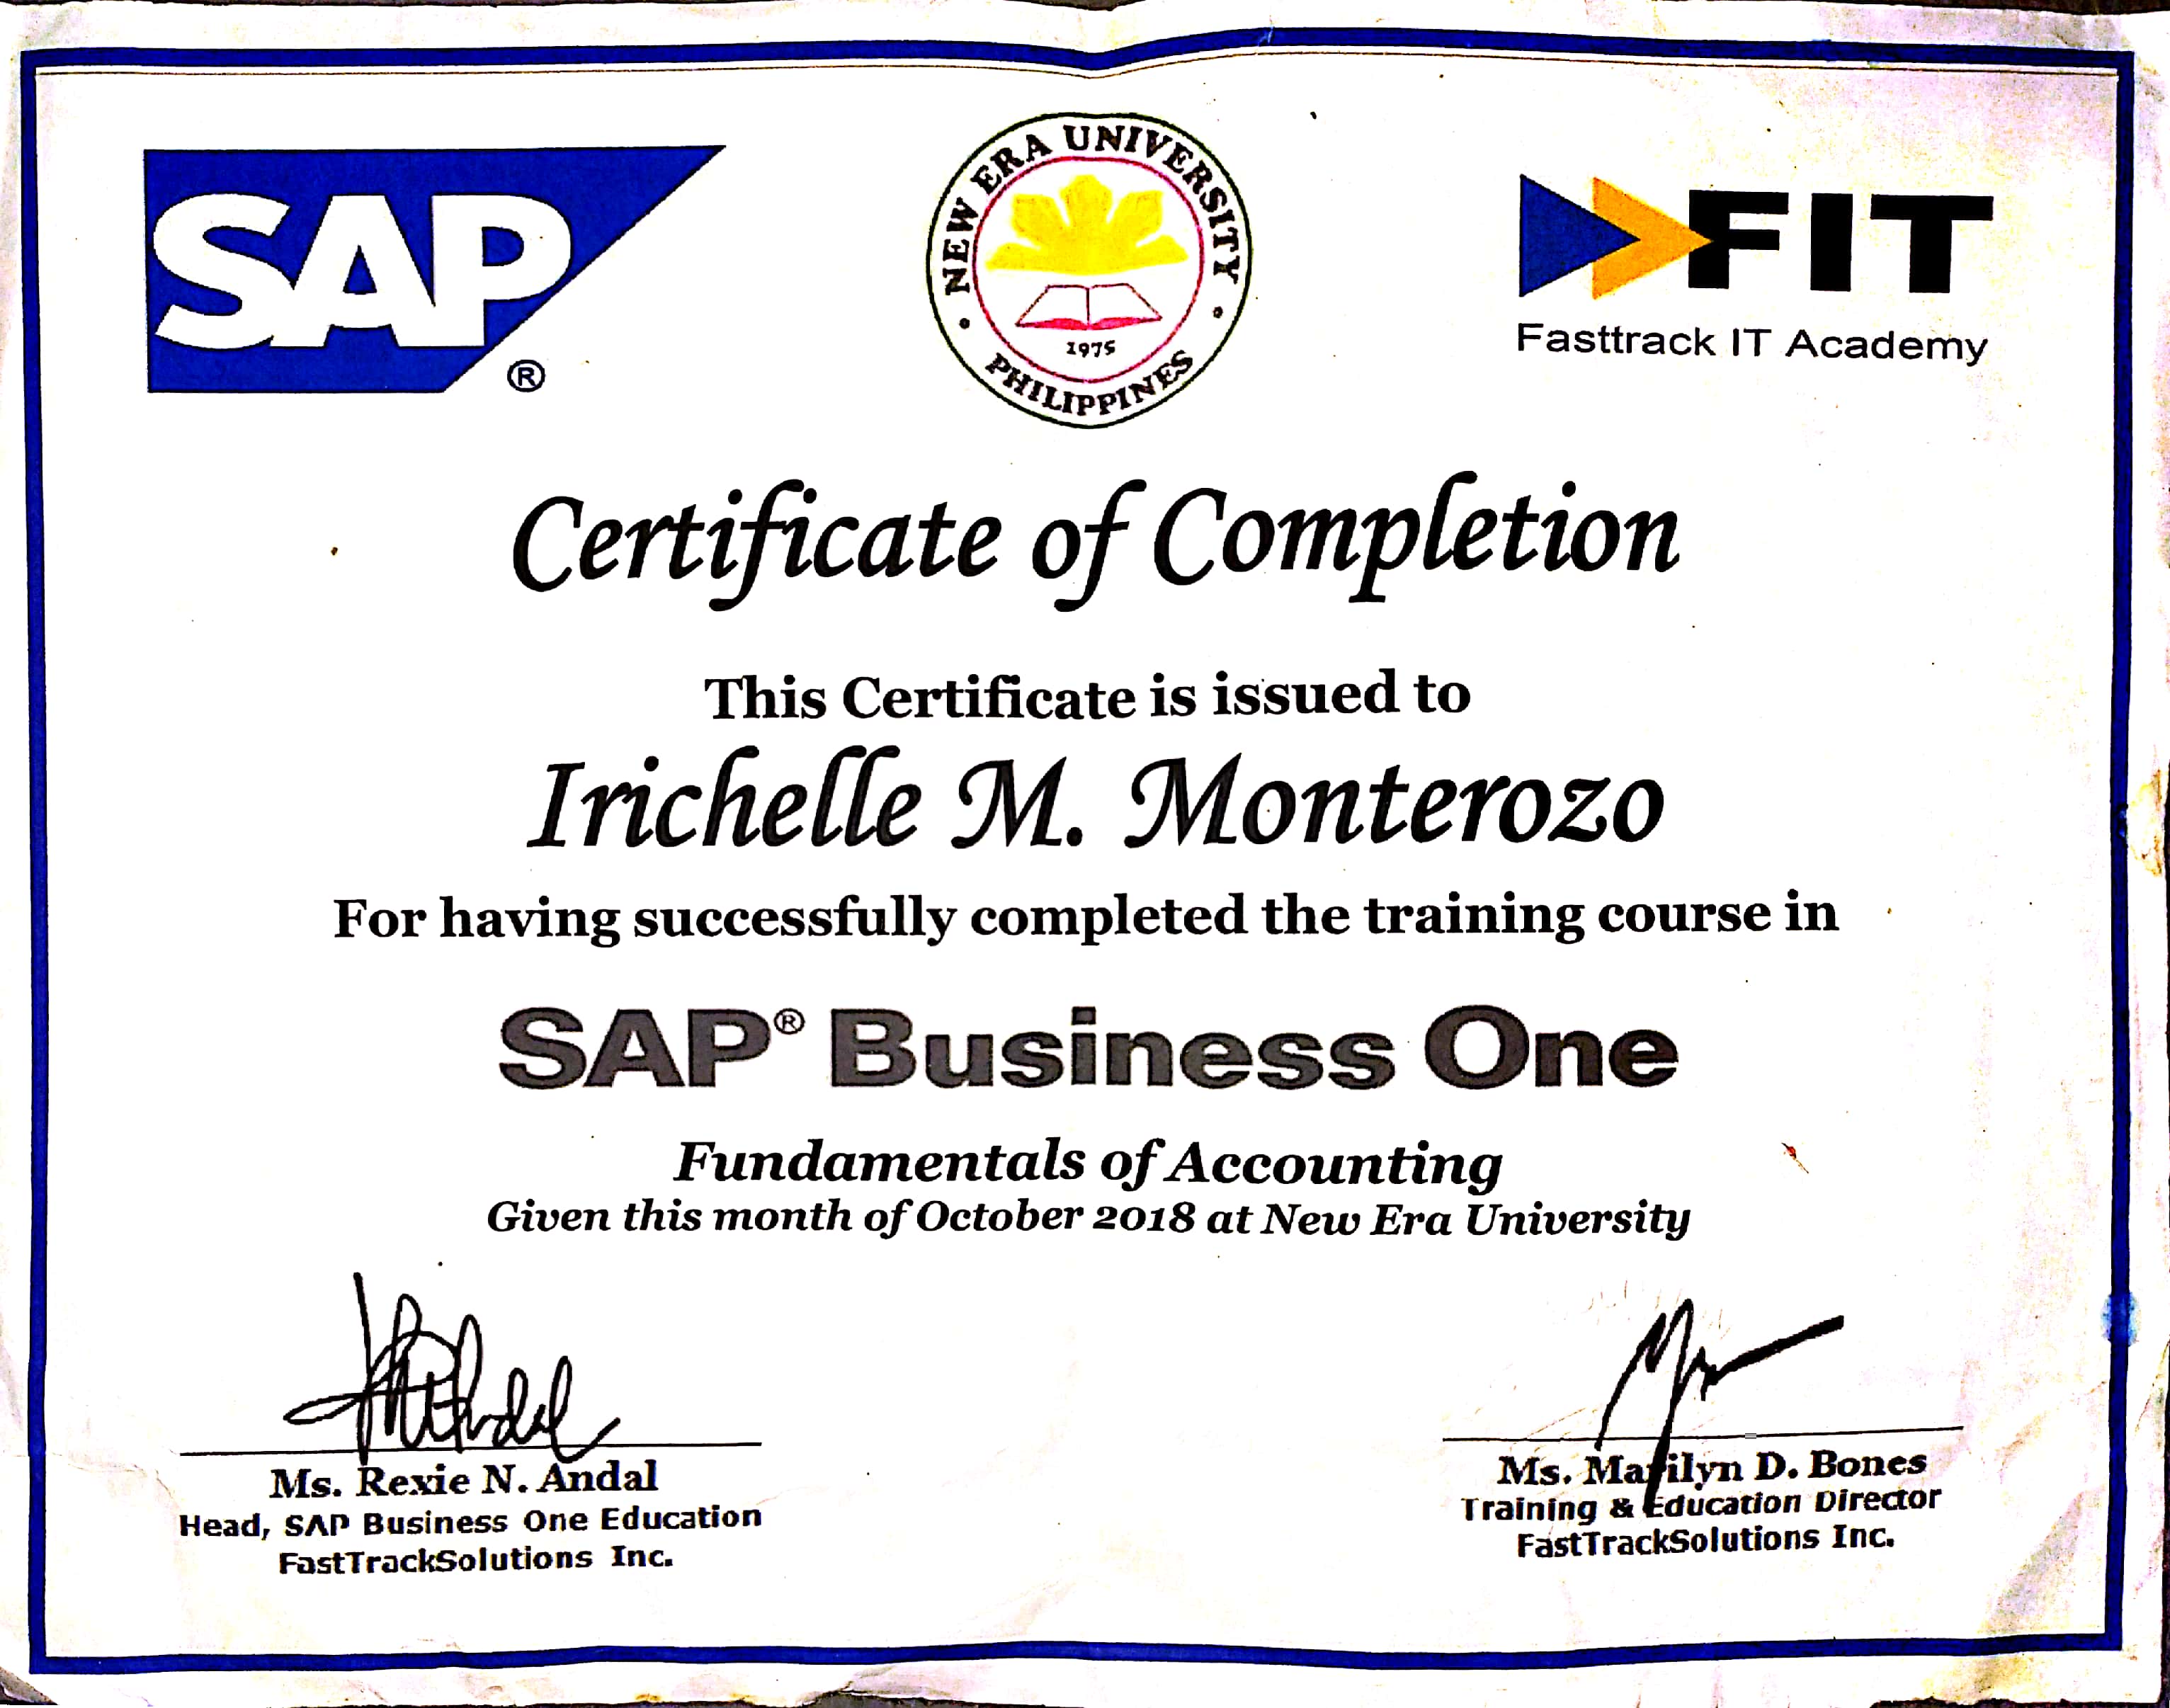 SAP
®
NEW ERA UNIVERSITY
1975
PHILIPPINES
FIT
Fasttrack IT Academy
Certificate of Completion
This Certificate is issued to
Irichelle M. Monterozo
For having successfully completed the training course in
SAP® Business One
Fundamentals of Accounting
Given this month of October 2018 at New Era University
Ms. Rexie N. Andal
Head, SAP Business One Education
FastTrackSolutions Inc.
Ms. Marilyn D. Bones
Training & Education Director
FastTrackSolutions Inc.